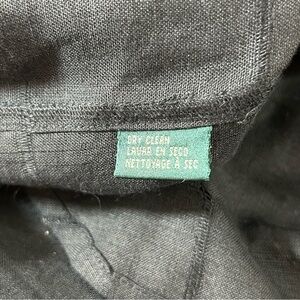 DRY CLEAN
LAVAR EN SECO
NETTOYAGE À SEC